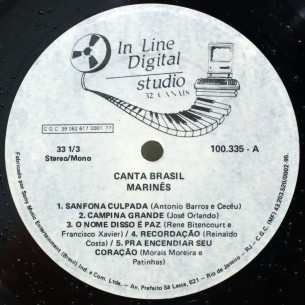 In Line
Digital
studio
32 CANAIS
C G C 39 062 617 0001 77
33 1/3
Stereo/Mono
100.335 - A
CANTA BRASIL
MARINÊS
1. SANFONA CULPADA (Antonio Barros e Cecéu)
2. CAMPINA GRANDE (José Orlando)
3. O NOME DISSO É PAZ (Rene Bitencourt e
Francisco Xavier) / 4. RECORDAÇÃO (Reinaldo
Costa) / 5. PRA ENCENDIAR SEU
CORAÇÃO (Morais Moreira e
Patinhas)
Fabricado por Sony Music Entertainment (Brasil) Ind. e Com. Ltda. – Av. Prefeito Sá Lessa, 621 – Rio de Janeiro – RJ. – C.G.C. (MF) 43.203.520/0002-95.